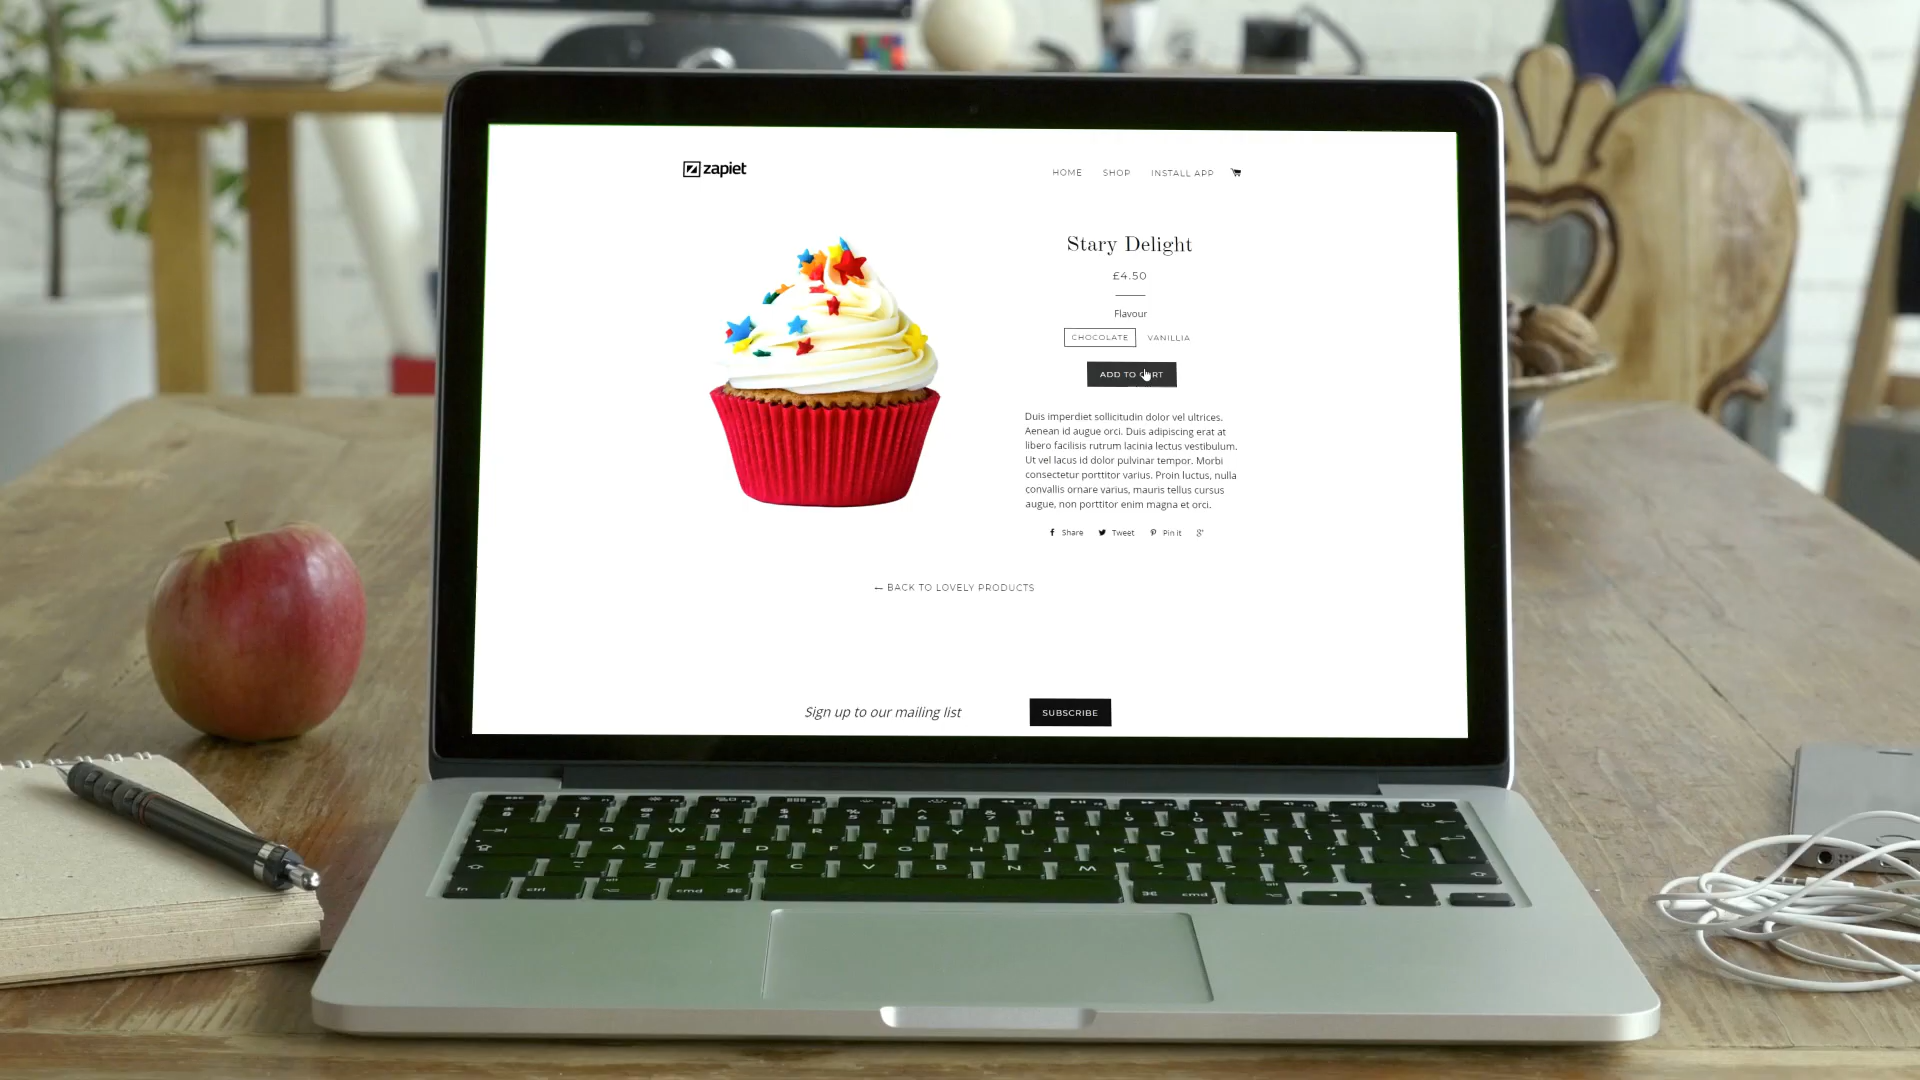 zapiet
HOME SHOP INSTALL APP
Stary Delight
£4.50
Flavour
CHOCOLATE VANILLIA
ADD TO
Duis imperdiet sollicitudin dolor vel ultrices.
Aenean id augue orci. Duis adipiscing erat at
libero facilisis rutrum lacinia lectus vestibulum.
Ut vel lacus id dolor pulvinar tempor. Morbi
consectetur porttitor varius. Proin luctus, nulla
convallis ornare varius, mauris tellus cursus
augue, non porttitor enim magna et orci.
Share Tweet Pin it
← BACK TO LOVELY PRODUCTS
Sign up to our mailing list
SUBSCRIBE
Q W E R T Y U I O P
A S D F G H J K L
Z X C V B N M
fn ctrl cmd ⌘ ⌘ cmd